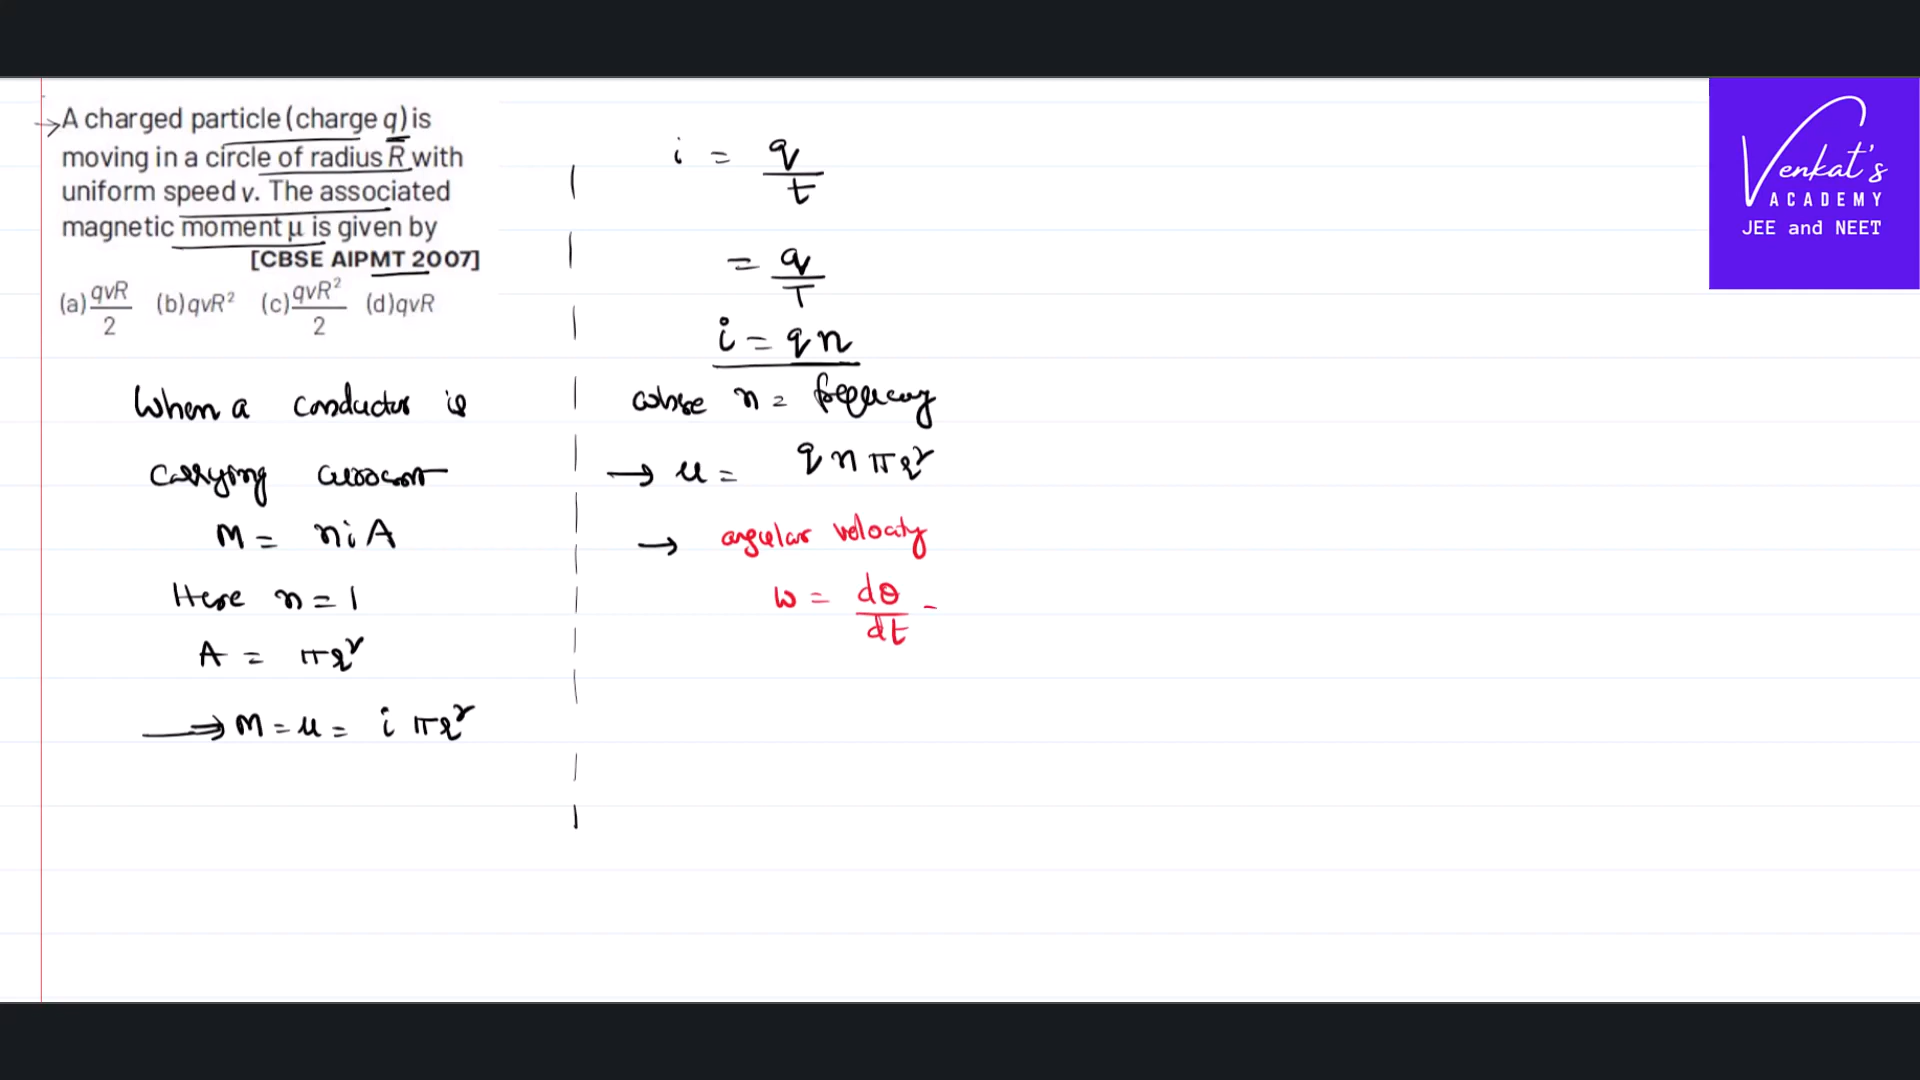 A charged particle (charge q) is
moving in a circle of radius R with
uniform speed v. The associated
magnetic moment μ is given by
[CBSE AIPMT 2007]
(a) qvR/2 (b) qvR² (c) qvR²/2 (d) qvR
When a conductor is
carrying current
M = niA
Here n = 1
A = πr²
⟹ M = μ = i πr²
i = q/t
= q/T
i = qn
where n = frequency
→ μ = q n πr²
→ angular velocity
ω = dθ/dt =
Venkat's
ACADEMY
JEE and NEET